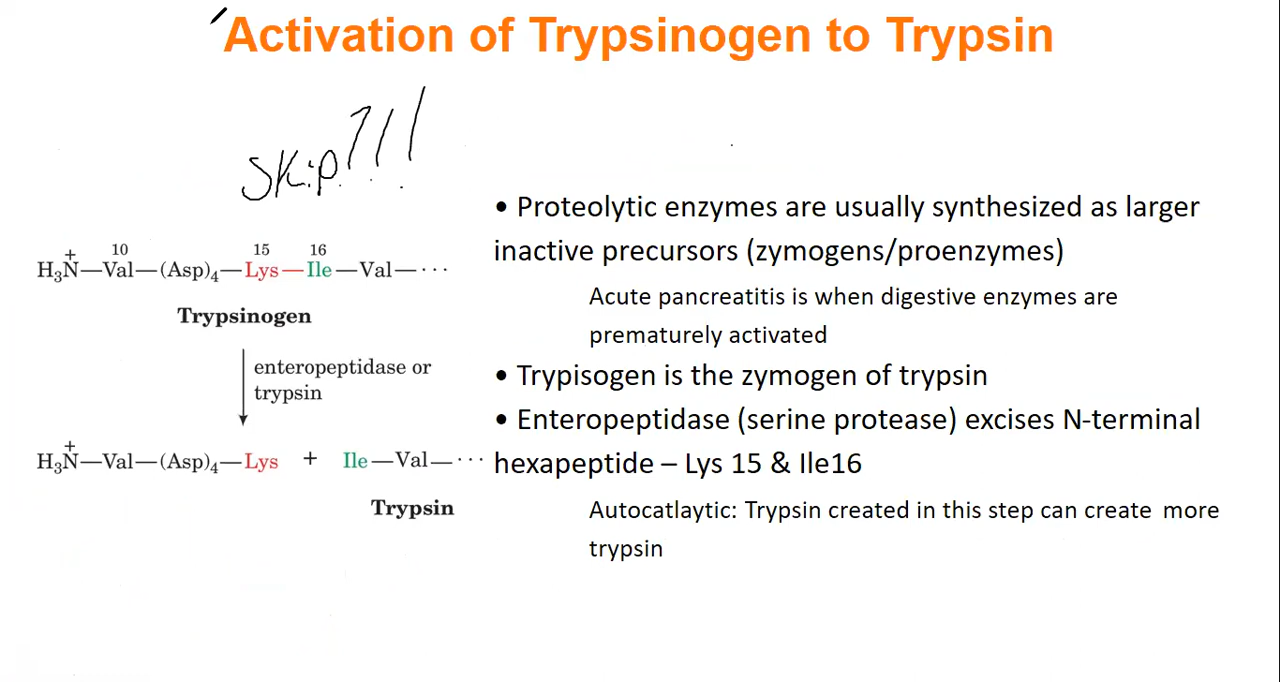 Activation of Trypsinogen to Trypsin
Skip???!!
10 15 16
H₃N⁺—Val—(Asp)₄—Lys—Ile—Val—···
Trypsinogen
enteropeptidase or
trypsin
H₃N⁺—Val—(Asp)₄—Lys + Ile—Val—···
Trypsin
• Proteolytic enzymes are usually synthesized as larger
inactive precursors (zymogens/proenzymes)
Acute pancreatitis is when digestive enzymes are
prematurely activated
• Trypisogen is the zymogen of trypsin
• Enteropeptidase (serine protease) excises N-terminal
hexapeptide – Lys 15 & Ile16
Autocatlaytic: Trypsin created in this step can create more
trypsin